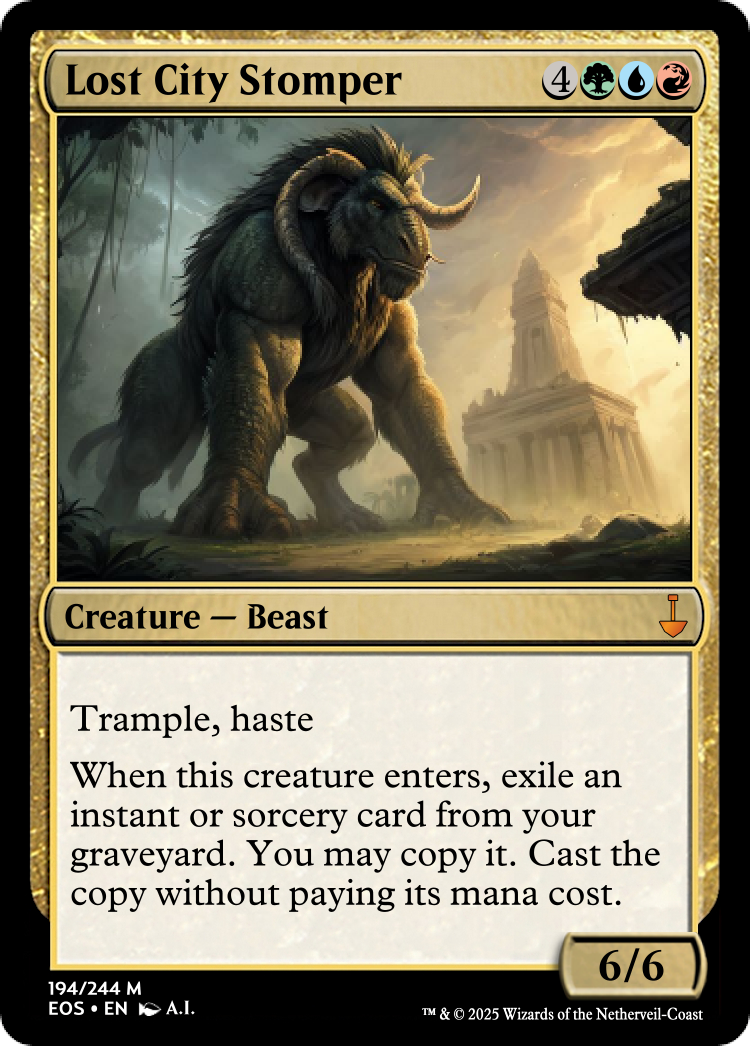 Lost City Stomper 4
Creature — Beast
Trample, haste
When this creature enters, exile an
instant or sorcery card from your
graveyard. You may copy it. Cast the
copy without paying its mana cost.
6/6
194/244 M
EOS • EN A.I.
™ & © 2025 Wizards of the Netherveil-Coast